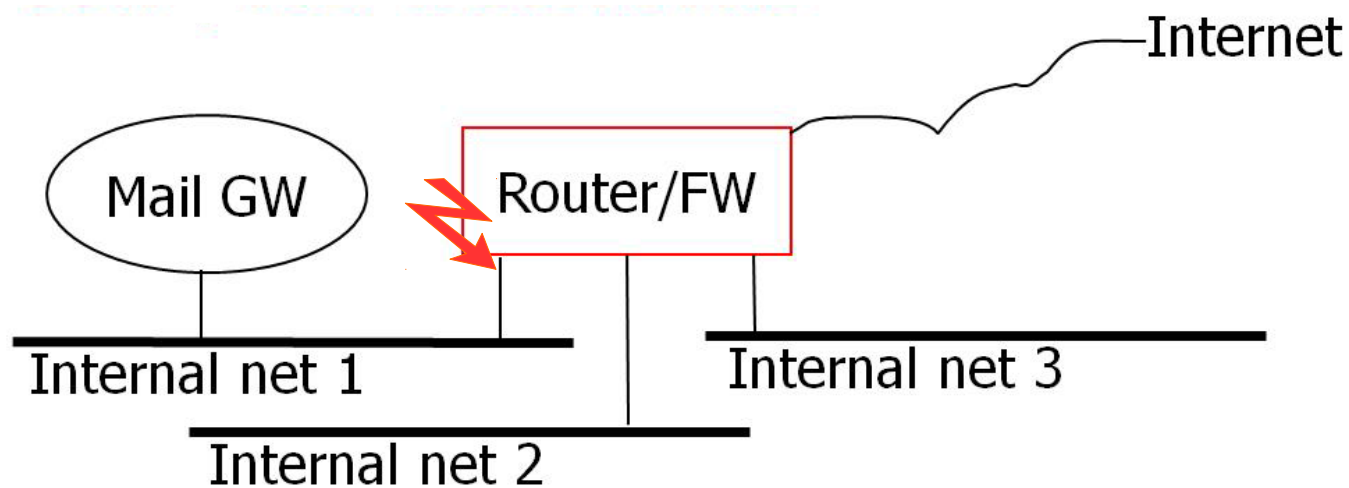 Internet
Mail GW
Router/FW
Internal net 1
Internal net 3
Internal net 2